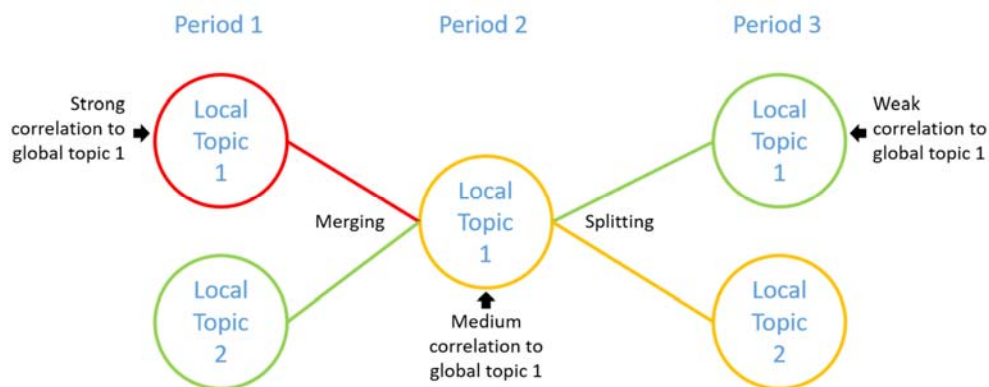 Period 1
Period 2
Period 3
Strong
correlation to
global topic 1
Local
Topic
1
Local
Topic
1
Weak
correlation to
global topic 1
Merging
Local
Topic
1
Splitting
Local
Topic
2
Medium
correlation to
global topic 1
Local
Topic
2